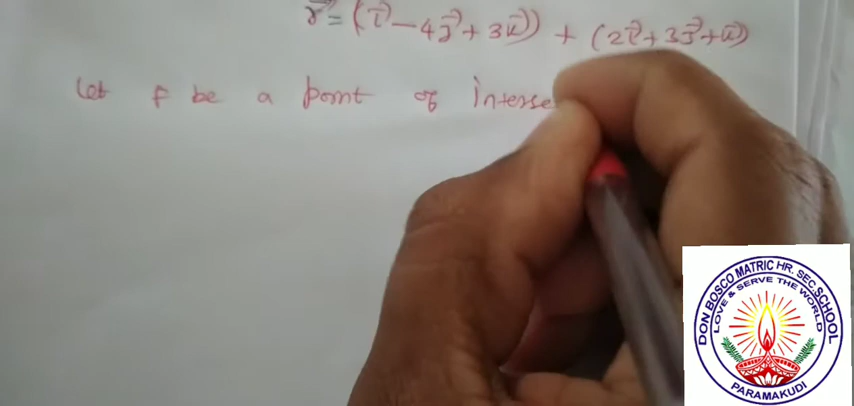 r⃗ = (i⃗ − 4j⃗ + 3k⃗)) + (2i⃗ + 3j⃗ + k⃗)
let F be a point of interse
DON BOSCO MATRIC HR. SEC. SCHOOL
LOVE & SERVE THE WORLD
PARAMAKUDI